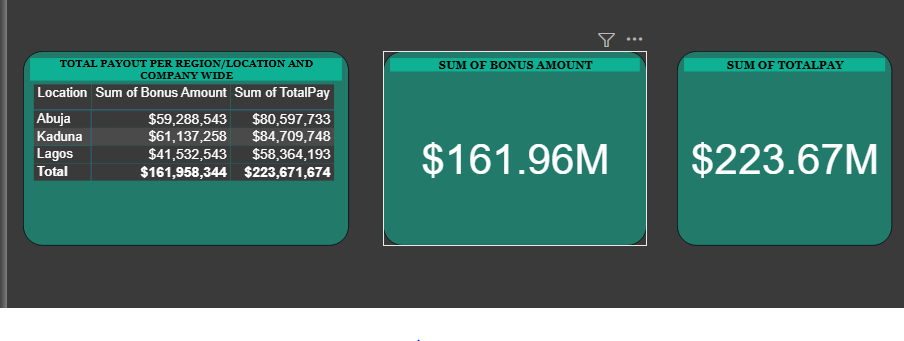 TOTAL PAYOUT PER REGION/LOCATION AND
COMPANY WIDE
Location Sum of Bonus Amount Sum of TotalPay
Abuja $59,288,543 $80,597,733
Kaduna $61,137,258 $84,709,748
Lagos $41,532,543 $58,364,193
Total $161,958,344 $223,671,674
SUM OF BONUS AMOUNT
$161.96M
SUM OF TOTALPAY
$223.67M